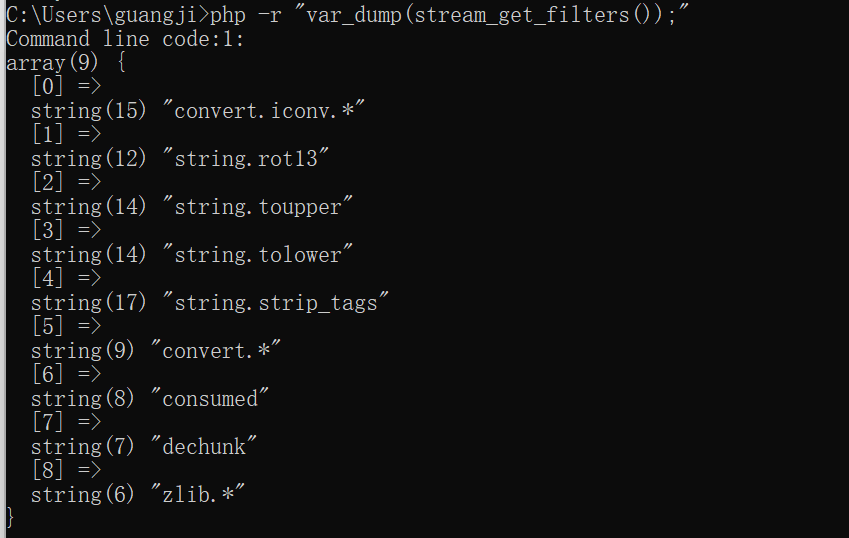 C:\Users\guangji>php -r "var_dump(stream_get_filters());"
Command line code:1:
array(9) {
  [0] =>
  string(15) "convert.iconv.*"
  [1] =>
  string(12) "string.rot13"
  [2] =>
  string(14) "string.toupper"
  [3] =>
  string(14) "string.tolower"
  [4] =>
  string(17) "string.strip_tags"
  [5] =>
  string(9) "convert.*"
  [6] =>
  string(8) "consumed"
  [7] =>
  string(7) "dechunk"
  [8] =>
  string(6) "zlib.*"
}